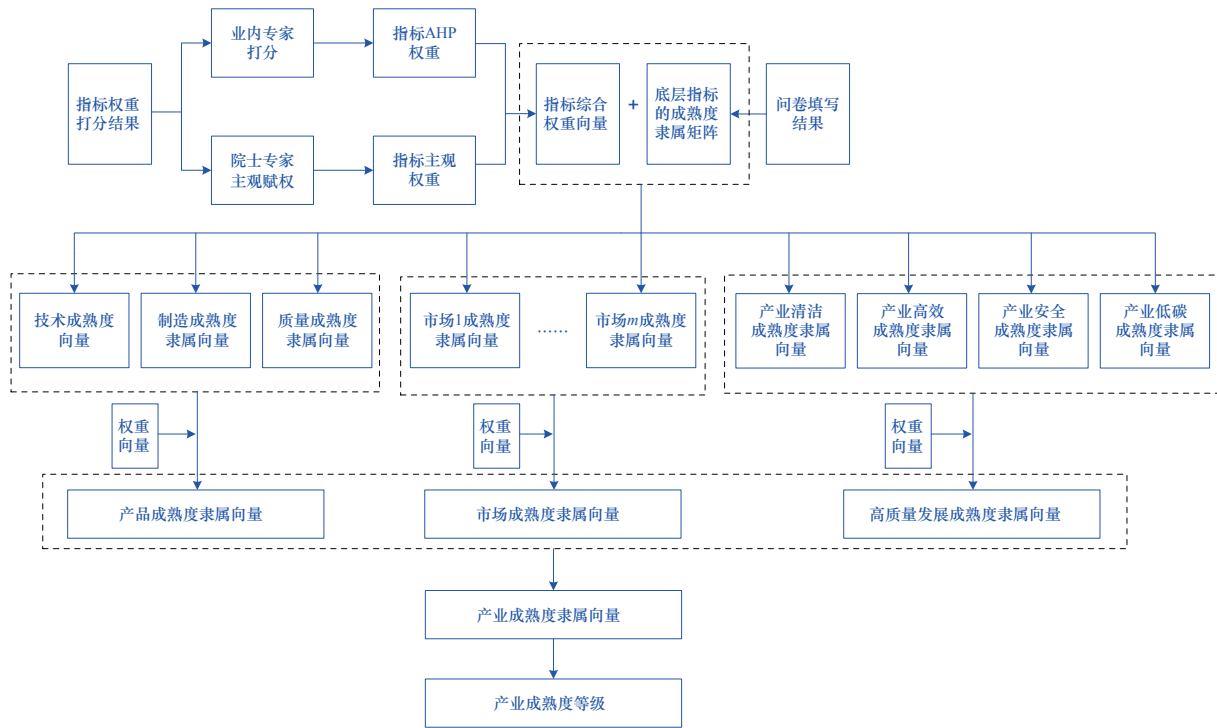 业内专家
打分
指标AHP
权重
指标权重
打分结果
指标综合
权重向量
+
底层指标
的成熟度
隶属矩阵
问卷填写
结果
院士专家
主观赋权
指标主观
权重
技术成熟度
向量
制造成熟度
隶属向量
质量成熟度
隶属向量
市场1成熟度
隶属向量
……
市场m成熟度
隶属向量
产业清洁
成熟度隶属
向量
产业高效
成熟度隶属
向量
产业安全
成熟度隶属
向量
产业低碳
成熟度隶属
向量
权重
向量
权重
向量
权重
向量
产品成熟度隶属向量
市场成熟度隶属向量
高质量发展成熟度隶属向量
产业成熟度隶属向量
产业成熟度等级